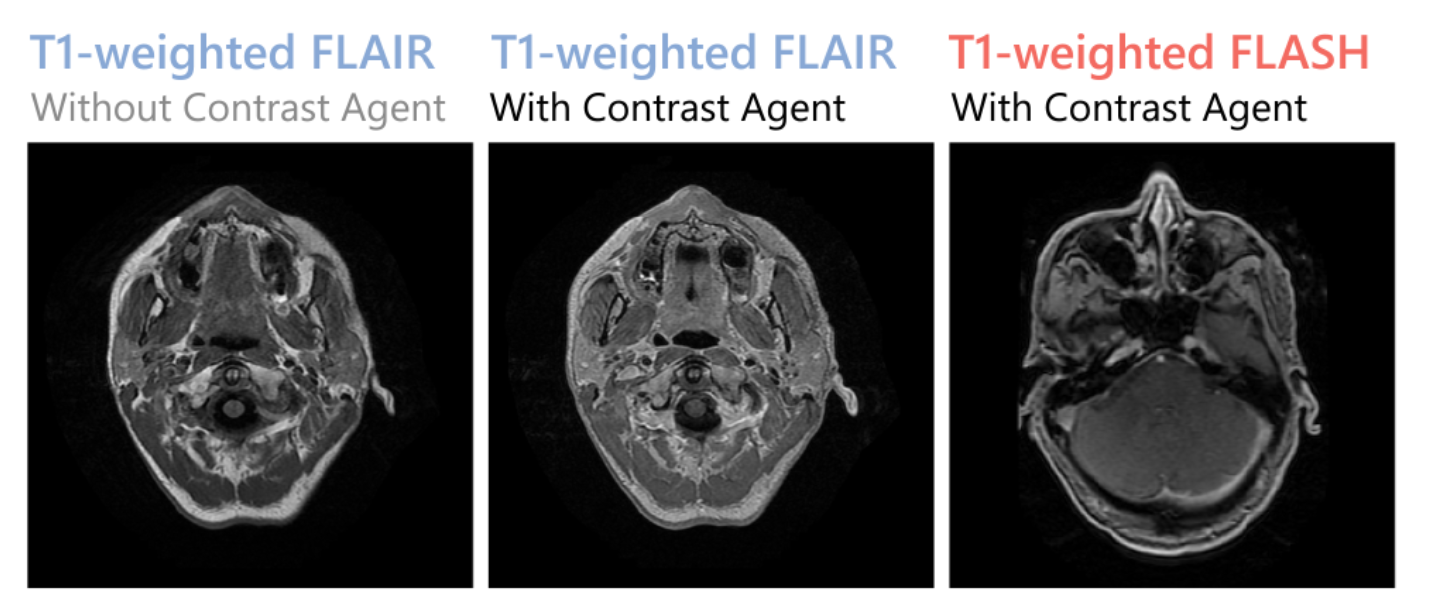 T1-weighted FLAIR
Without Contrast Agent
T1-weighted FLAIR
With Contrast Agent
T1-weighted FLASH
With Contrast Agent